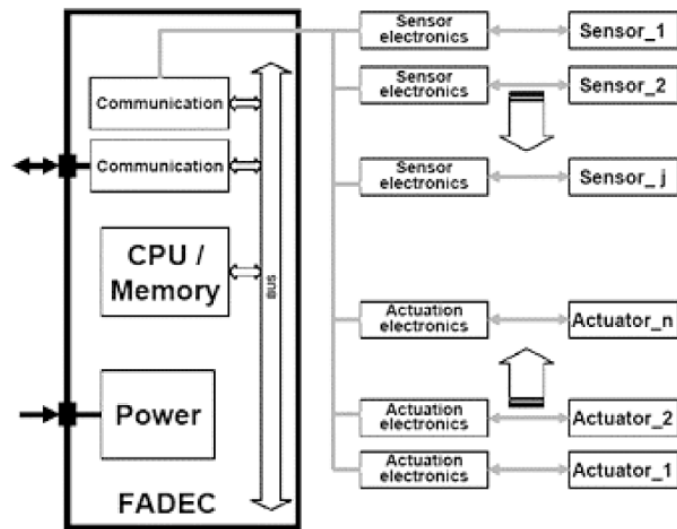 Sensor
electronics
Sensor_1
Sensor
electronics
Sensor_2
Communication
Communication
Sensor
electronics
Sensor_ j
CPU /
Memory
BUS
Actuation
electronics
Actuator_n
Power
Actuation
electronics
Actuator_2
Actuation
electronics
Actuator_1
FADEC